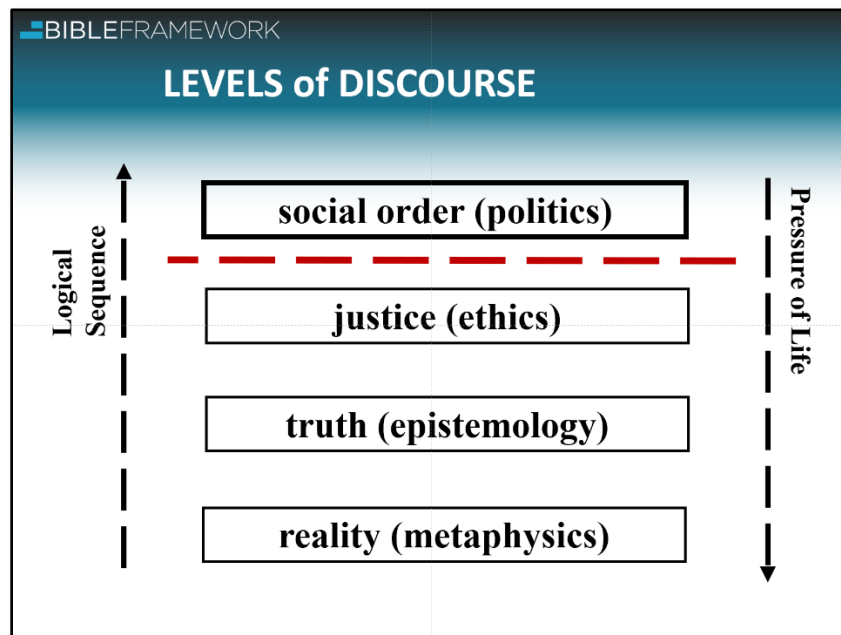 BIBLEFRAMEWORK
LEVELS of DISCOURSE
Logical
Sequence
social order (politics)
justice (ethics)
truth (epistemology)
reality (metaphysics)
Pressure of Life